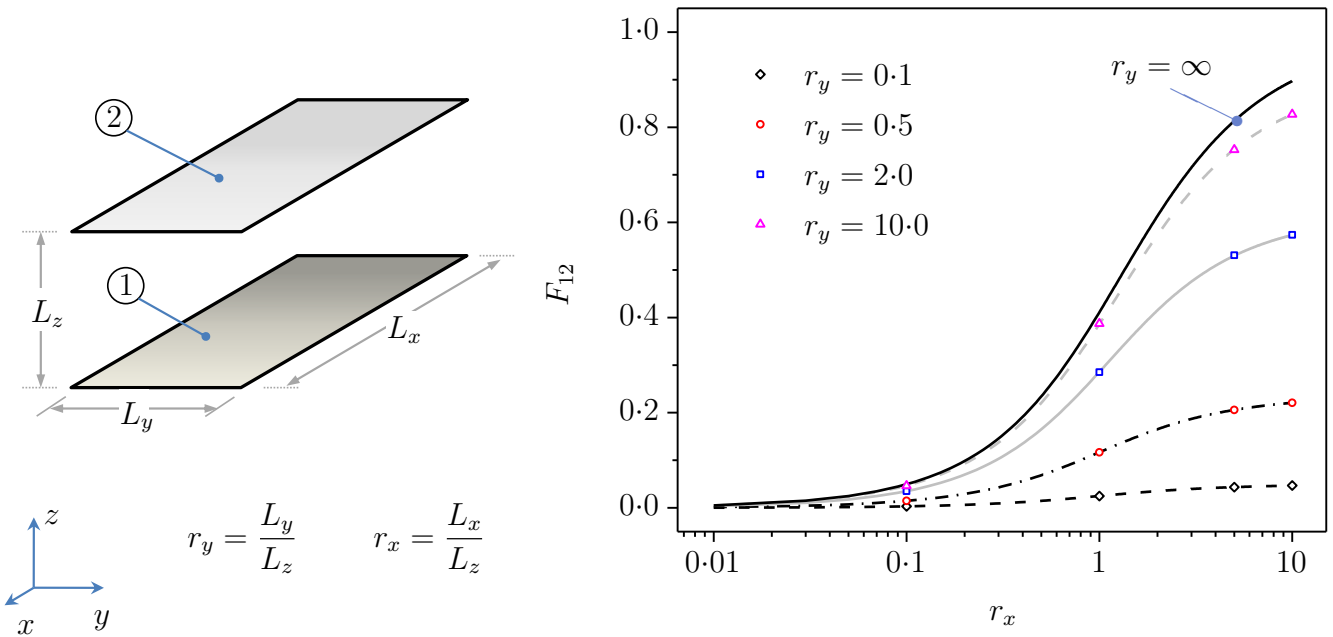 ②
①
L_z
L_x
L_y
z
y
x
r_y = L_y / L_z
r_x = L_x / L_z
F_12
1·0
0·8
0·6
0·4
0·2
0·0
r_y = 0·1
r_y = 0·5
r_y = 2·0
r_y = 10·0
r_y = ∞
0·01 0·1 1 10
r_x